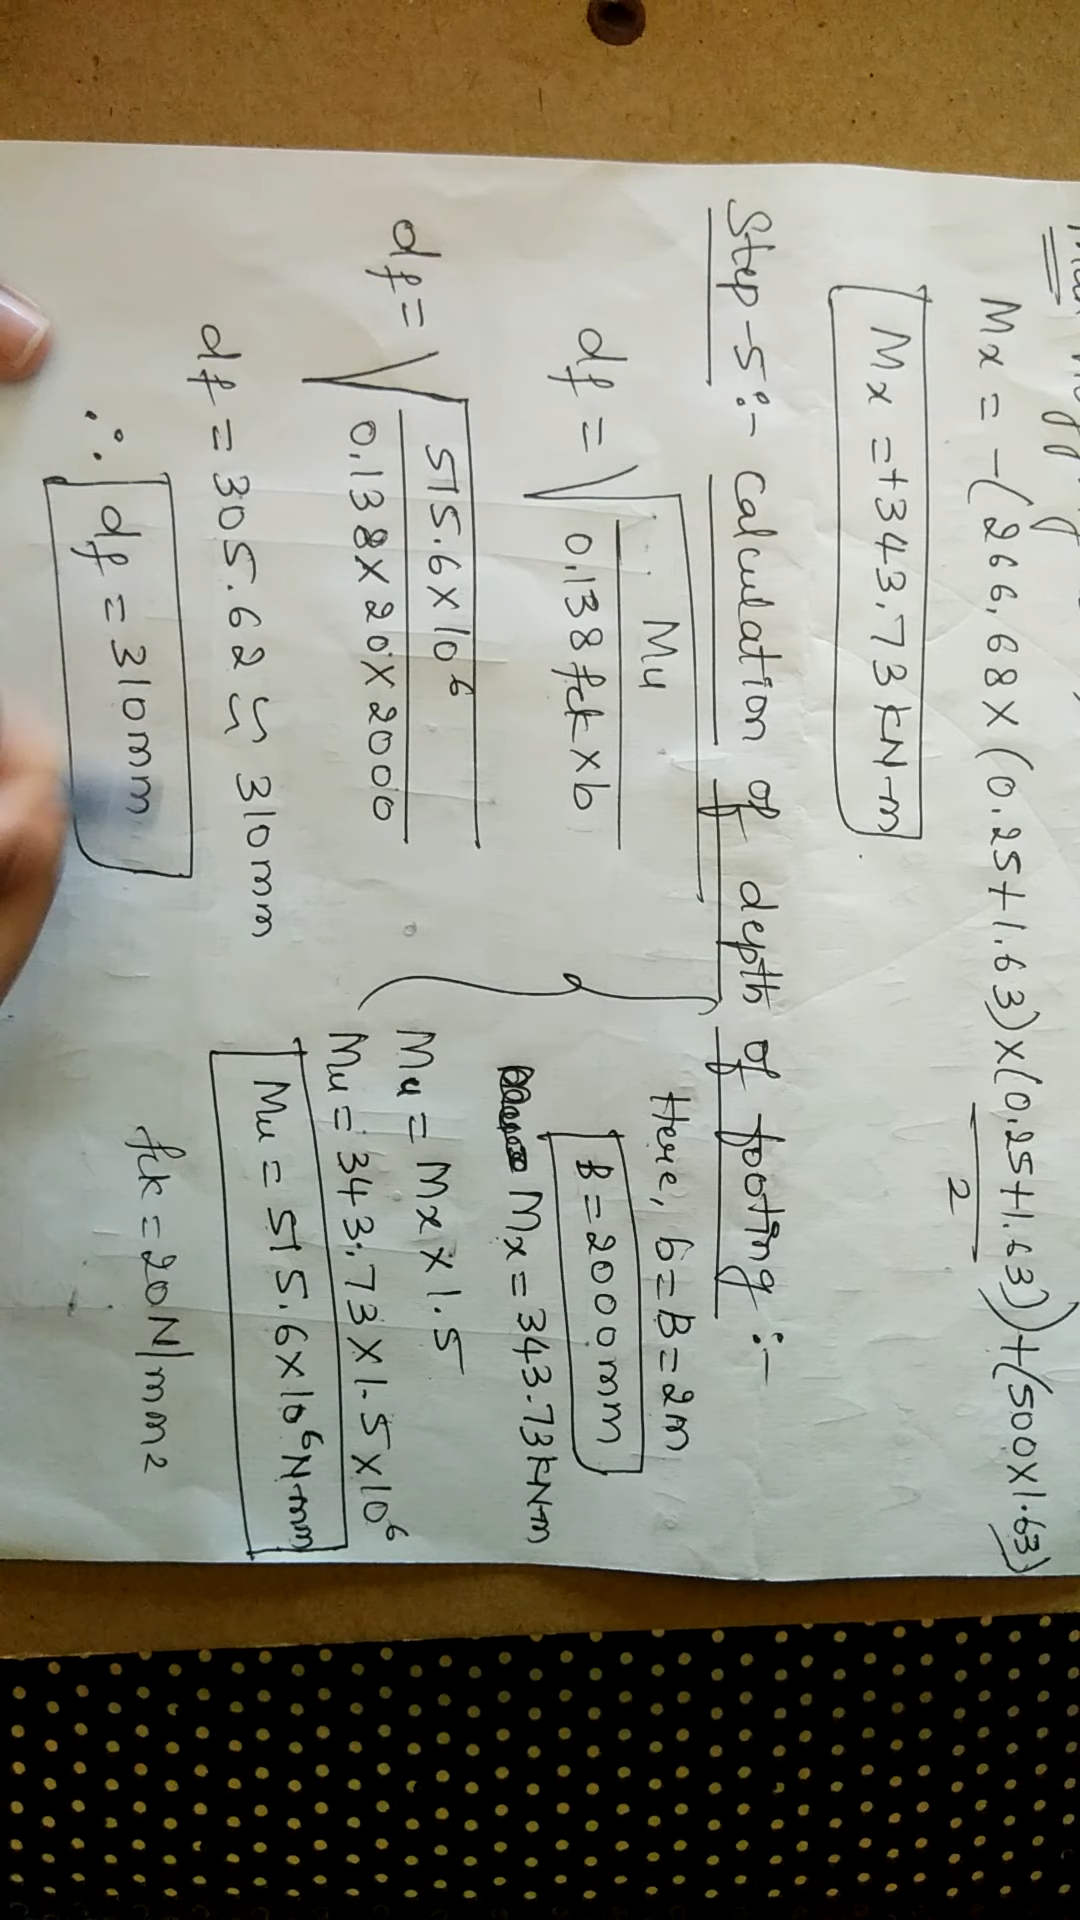 Mx = -(266.68 X (0.25+1.63) x (0.25+1.63)/2) + (500 X 1.63)
Mx = +343.73 KN-m
Step-5:- Calculation of depth of footing :-
df = √ Mu / 0.138 fck x b
Here, b = B = 2m
B = 2000mm
Mx = 343.73 KN-m
df = √ 515.6 X 10⁶ / 0.138 X 20 X 2000
Mu = Mx x 1.5
Mu = 343.73 X 1.5 X 10⁶
df = 305.62 ≈ 310mm
Mu = 515.6 X 10⁶ N-mm
∴ df = 310mm
fck = 20 N/mm2